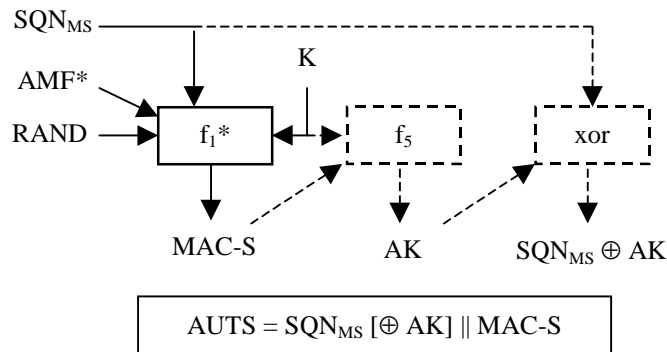 SQN_MS
K
AMF*
RAND
f₁*
f₅
xor
MAC-S
AK
SQN_MS ⊕ AK
AUTS = SQN_MS [⊕ AK] || MAC-S